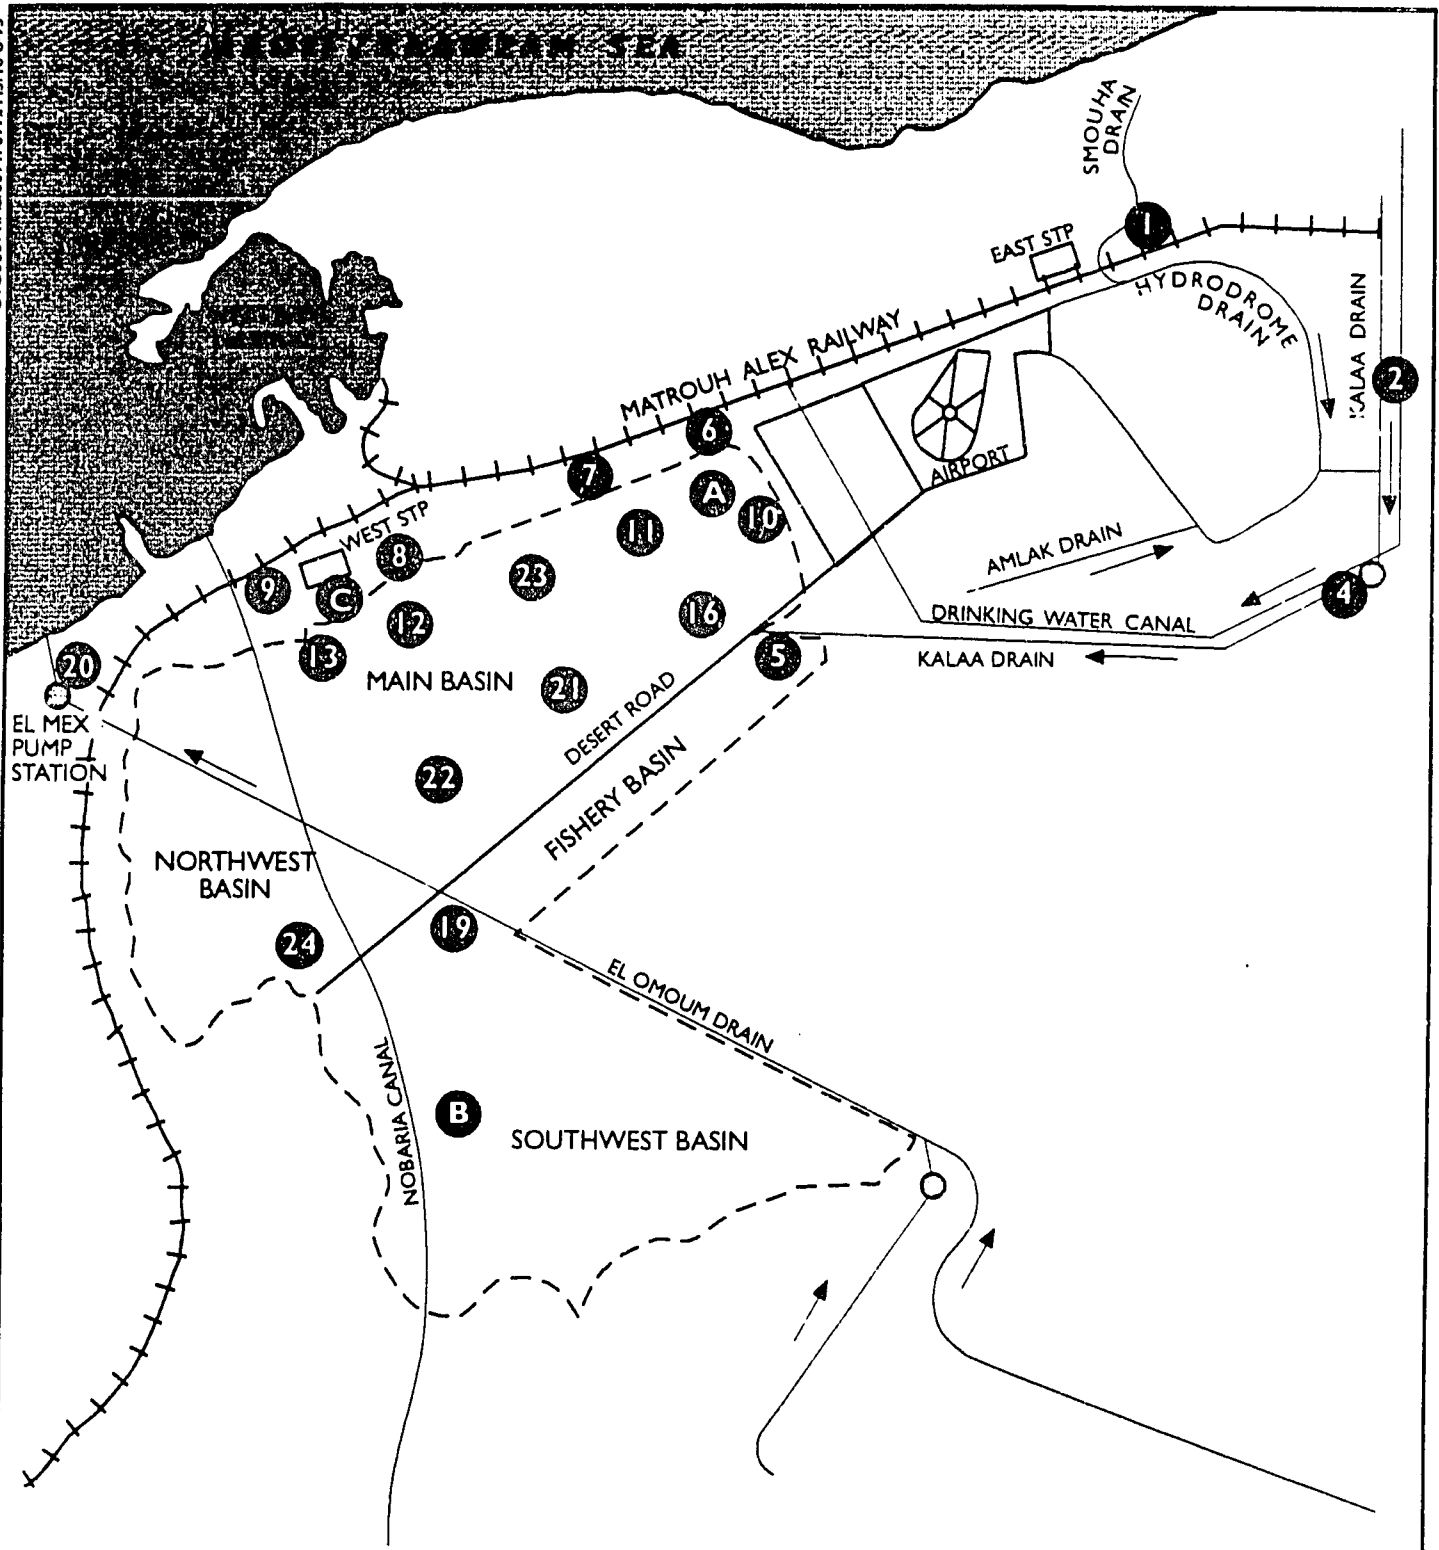 SEA
SMOUHA
DRAIN
1
EAST STP
HYDRODROME
DRAIN
KALAA DRAIN
2
MATROUH ALEX RAILWAY
6
7
A
10
AIRPORT
11
WEST STP
8
9
C
23
12
16
AMLAK DRAIN
4
DRINKING WATER CANAL
KALAA DRAIN
5
13
20
MAIN BASIN
21
DESERT ROAD
EL MEX
PUMP
STATION
22
FISHERY BASIN
NORTHWEST
BASIN
24
19
EL OMOUM DRAIN
NOBARIA CANAL
B
SOUTHWEST BASIN